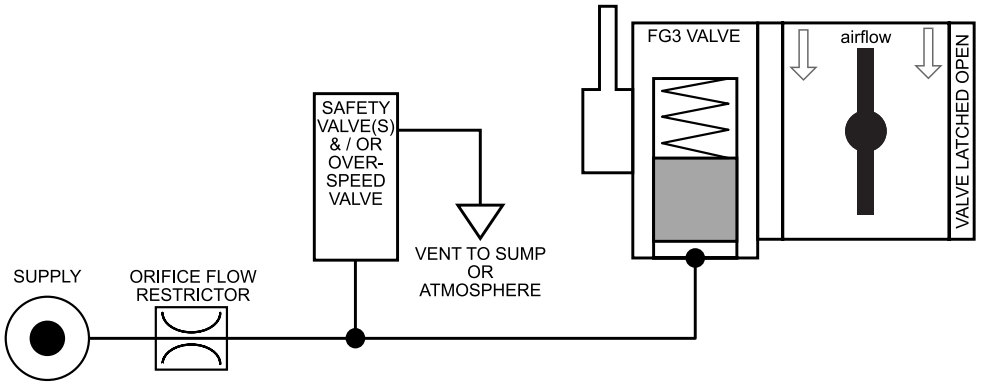 FG3 VALVE
airflow
VALVE LATCHED OPEN
SAFETY
VALVE(S)
& / OR
OVER-
SPEED
VALVE
VENT TO SUMP
OR
ATMOSPHERE
SUPPLY
ORIFICE FLOW
RESTRICTOR